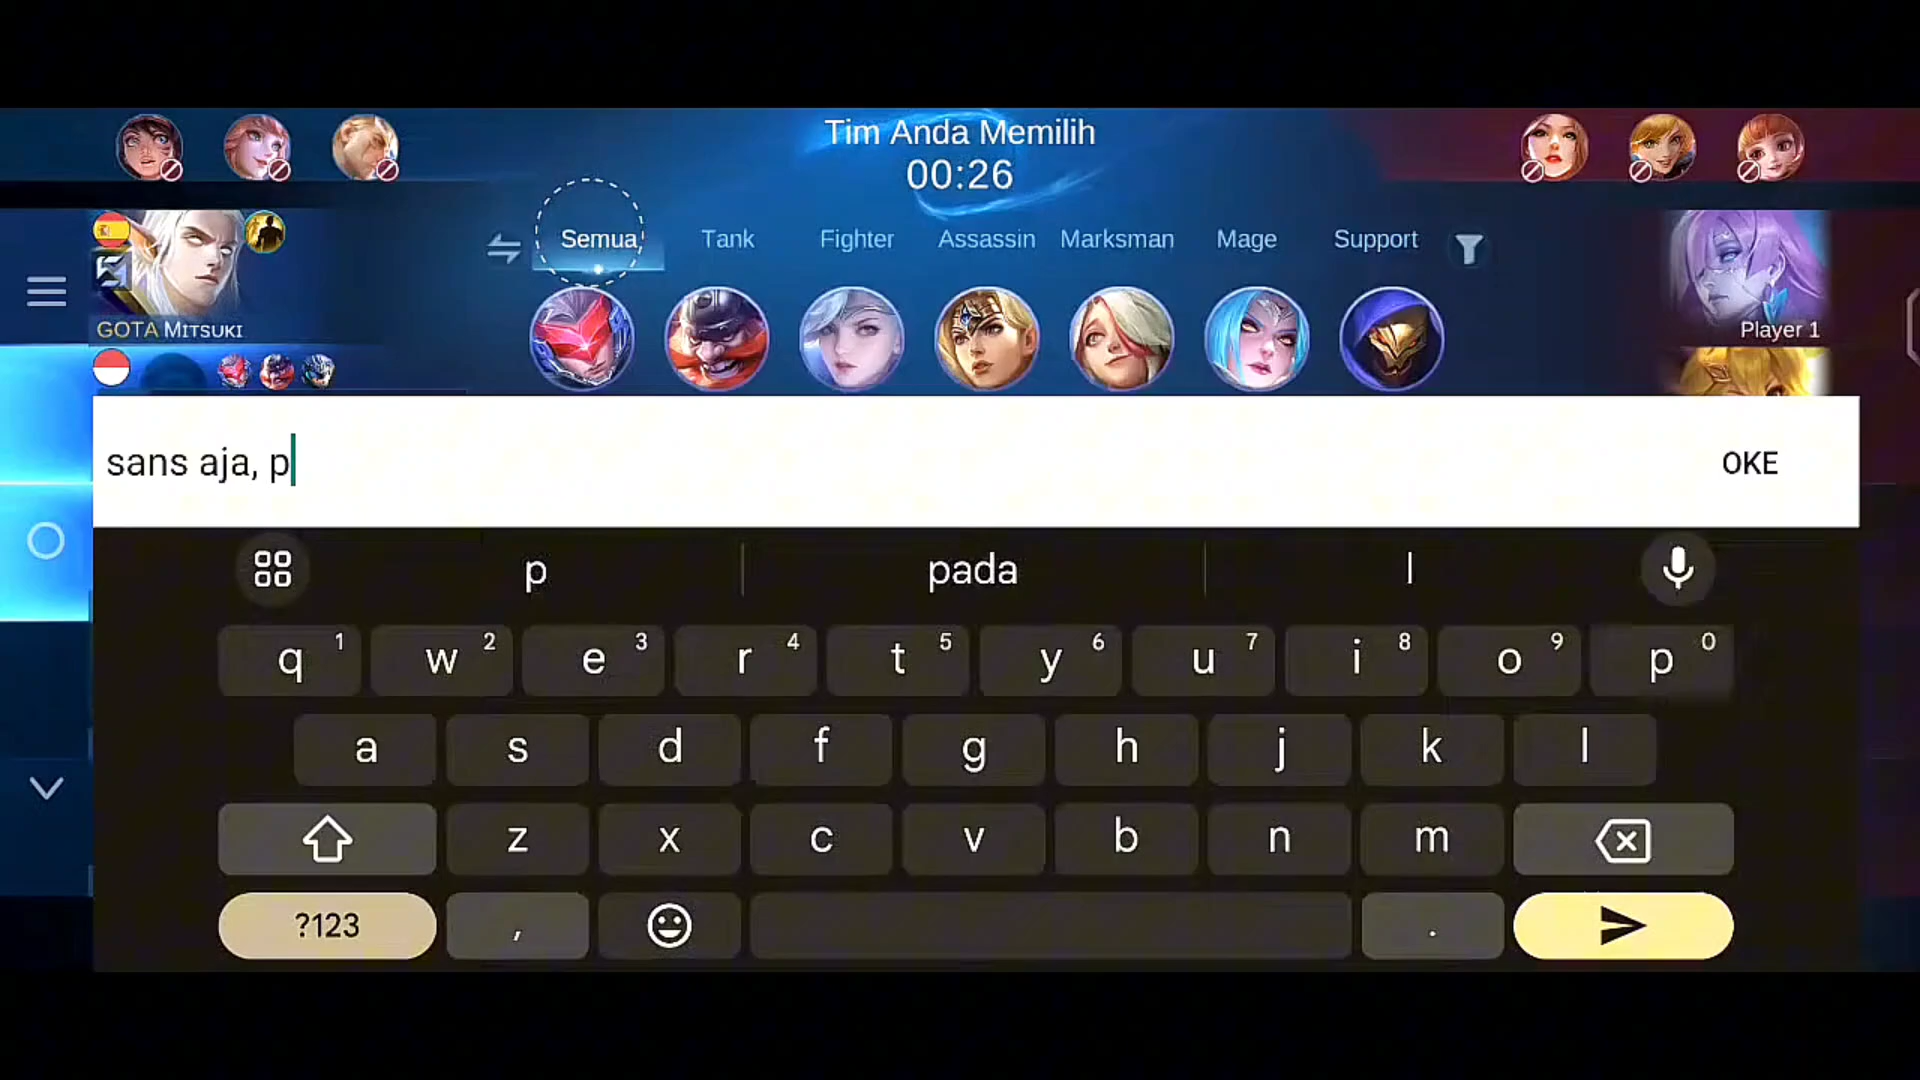 Tim Anda Memilih
00:26
Semua Tank Fighter Assassin Marksman Mage Support
GOTA MITSUKI
Player 1
sans aja, p
OKE
p pada l
q 1 w 2 e 3 r 4 t 5 y 6 u 7 i 8 o 9 p 0
a s d f g h j k l
z x c v b n m
?123 , .